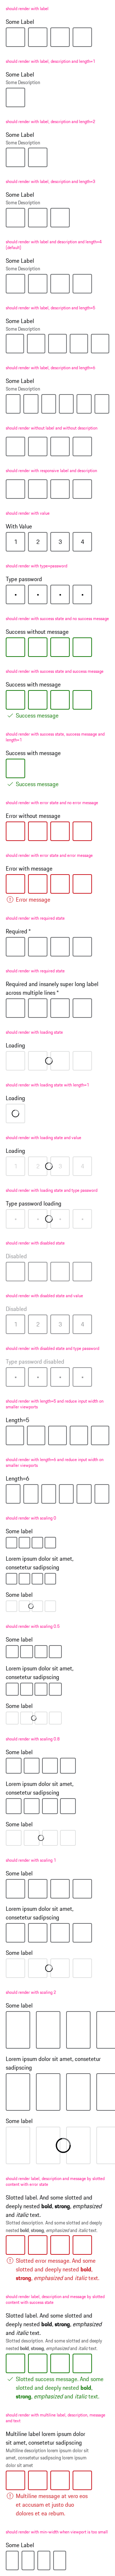 should render with label
Some Label
should render with label, description and length=1
Some Label
Some Description
should render with label, description and length=2
Some Label
Some Description
should render with label, description and length=3
Some Label
Some Description
should render with label and description and length=4
(default)
Some Label
Some Description
should render with label, description and length=5
Some Label
Some Description
should render with label, description and length=6
Some Label
Some Description
should render without label and without description
should render with responsive label and description
should render with value
With Value
1 2 3 4
should render with type=password
Type password
• • • •
should render with success state and no success message
Success without message
should render with success state and success message
Success with message
Success message
should render with success state, success message and
length=1
Success with message
Success message
should render with error state and no error message
Error without message
should render with error state and error message
Error with message
Error message
should render with required state
Required *
should render with required state
Required and insanely super long label
across multiple lines *
should render with loading state
Loading
should render with loading state with length=1
Loading
should render with loading state and value
Loading
1 2 3 4
should render with loading state and type password
Type password loading
• • • •
should render with disabled state
Disabled
should render with disabled state and value
Disabled
1 2 3 4
should render with disabled state and type password
Type password disabled
• • • •
should render with length=5 and reduce input width on
smaller viewports
Length=5
should render with length=6 and reduce input width on
smaller viewports
Length=6
should render with scaling 0
Some label
Lorem ipsum dolor sit amet,
consetetur sadipscing
Some label
should render with scaling 0.5
Some label
Lorem ipsum dolor sit amet,
consetetur sadipscing
Some label
should render with scaling 0.8
Some label
Lorem ipsum dolor sit amet,
consetetur sadipscing
Some label
should render with scaling 1
Some label
Lorem ipsum dolor sit amet,
consetetur sadipscing
Some label
should render with scaling 2
Some label
Lorem ipsum dolor sit amet, consetetur
sadipscing
Some label
should render label, description and message by slotted
content with error state
Slotted label. And some slotted and
deeply nested bold, strong, emphasized
and italic text.
Slotted description. And some slotted and deeply
nested bold, strong, emphasized and italic text.
Slotted error message. And some
slotted and deeply nested bold,
strong, emphasized and italic text.
should render label, description and message by slotted
content with success state
Slotted label. And some slotted and
deeply nested bold, strong, emphasized
and italic text.
Slotted description. And some slotted and deeply
nested bold, strong, emphasized and italic text.
Slotted success message. And some
slotted and deeply nested bold,
strong, emphasized and italic text.
should render with multiline label, description, message
and text
Multiline label lorem ipsum dolor
sit amet, consetetur sadipscing
Multiline description lorem ipsum dolor sit
amet, consetetur sadipscing lorem ipsum
dolor sit amet
Multiline message at vero eos
et accusam et justo duo
dolores et ea rebum.
should render with min-width when viewport is too small
Some Label